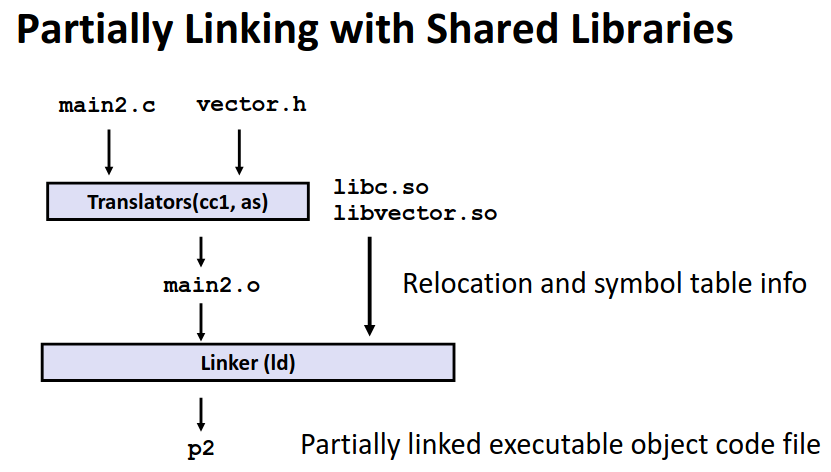 Partially Linking with Shared Libraries
main2.c vector.h
Translators(cc1, as)
libc.so
libvector.so
main2.o
Relocation and symbol table info
Linker (ld)
p2
Partially linked executable object code file